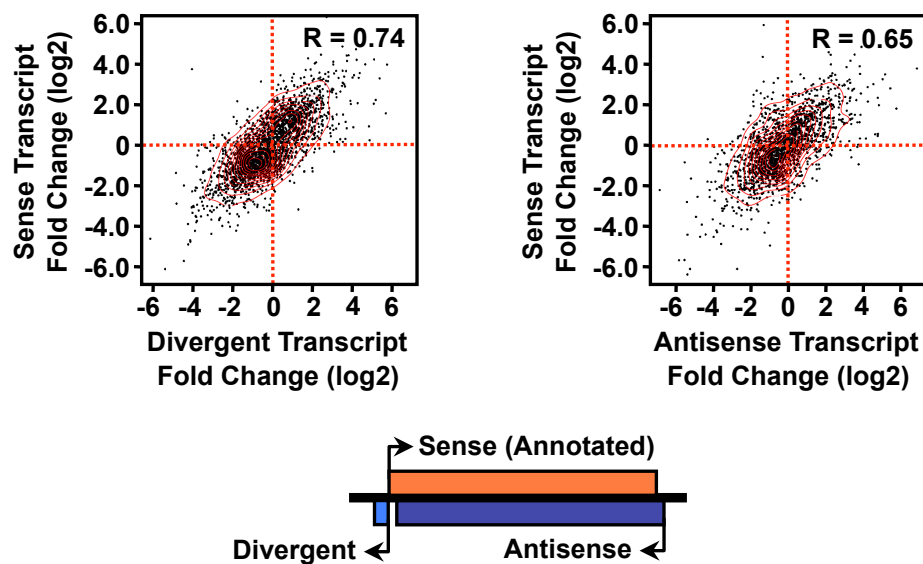 Sense Transcript
Fold Change (log2)
6.0
4.0
2.0
0
-2.0
-4.0
-6.0
R = 0.74
-6 -4 -2 0 2 4 6
Divergent Transcript
Fold Change (log2)
Sense Transcript
Fold Change (log2)
6.0
4.0
2.0
0
-2.0
-4.0
-6.0
R = 0.65
-6 -4 -2 0 2 4 6
Antisense Transcript
Fold Change (log2)
Sense (Annotated)
Divergent
Antisense